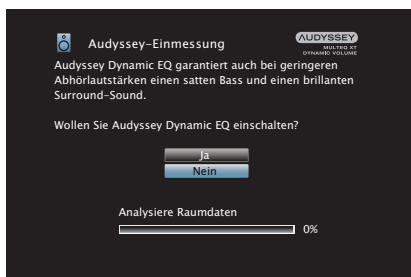 Audyssey-Einmessung
AUDYSSEY
MULTEQ XT
DYNAMIC VOLUME
Audyssey Dynamic EQ garantiert auch bei geringeren
Abhörlautstärken einen satten Bass und einen brillanten
Surround-Sound.
Wollen Sie Audyssey Dynamic EQ einschalten?
Ja
Nein
Analysiere Raumdaten
0%